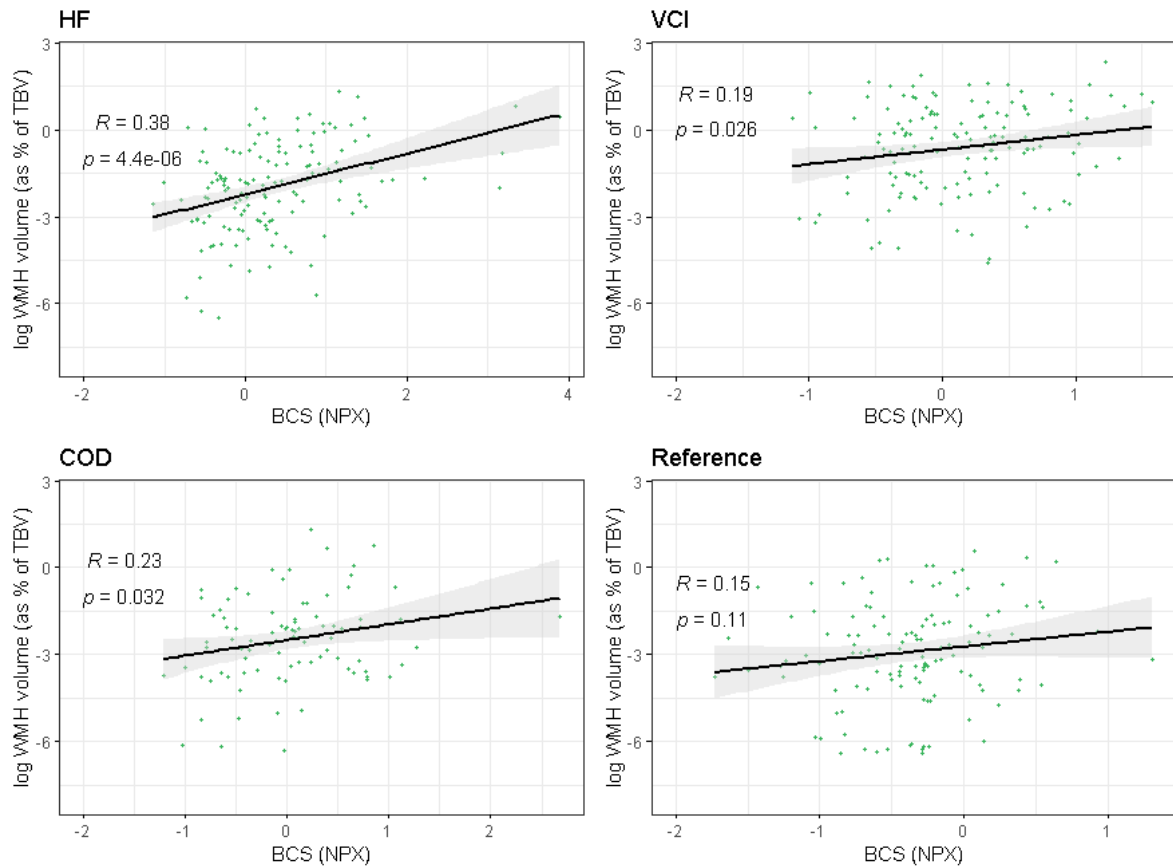 HF
log WMH volume (as % of TBV)
3
0
-3
-6
R = 0.38
p = 4.4e-06
-2
0
2
4
BCS (NPX)
VCI
log WMH volume (as % of TBV)
3
0
-3
-6
R = 0.19
p = 0.026
-2
-1
0
1
BCS (NPX)
COD
log WMH volume (as % of TBV)
3
0
-3
-6
R = 0.23
p = 0.032
-2
-1
0
1
2
BCS (NPX)
Reference
log WMH volume (as % of TBV)
3
0
-3
-6
R = 0.15
p = 0.11
-2
-1
0
1
BCS (NPX)